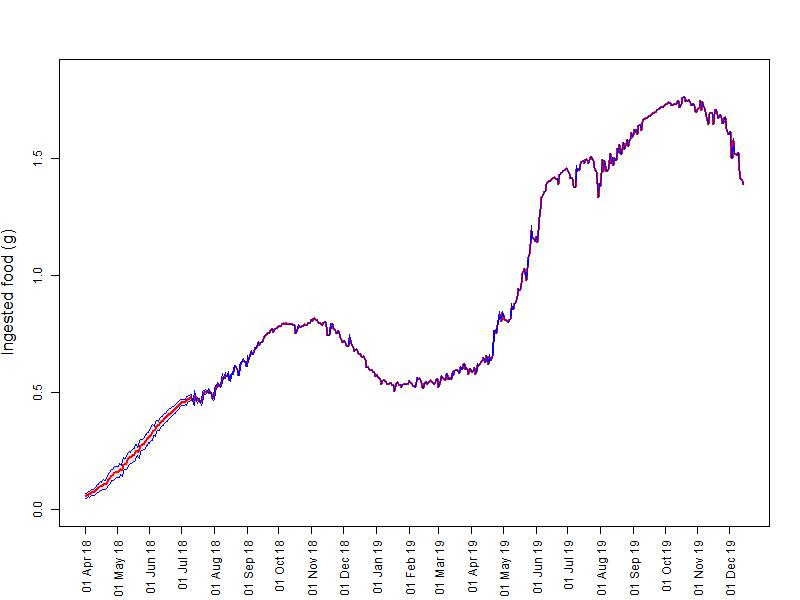 Ingested food (g)
1.5
1.0
0.5
0.0
01 Apr 18
01 May 18
01 Jun 18
01 Jul 18
01 Aug 18
01 Sep 18
01 Oct 18
01 Nov 18
01 Dec 18
01 Jan 19
01 Feb 19
01 Mar 19
01 Apr 19
01 May 19
01 Jun 19
01 Jul 19
01 Aug 19
01 Sep 19
01 Oct 19
01 Nov 19
01 Dec 19